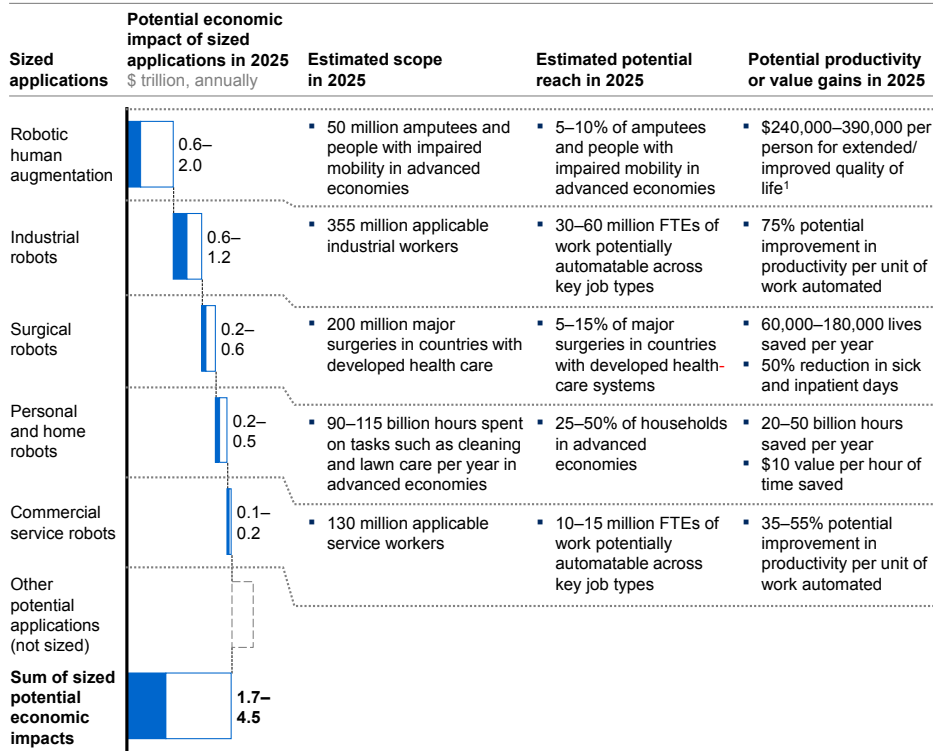 Sized
applications
Potential economic
impact of sized
applications in 2025
$ trillion, annually
Estimated scope
in 2025
Estimated potential
reach in 2025
Potential productivity
or value gains in 2025
Robotic
human
augmentation
0.6–
2.0
▪ 50 million amputees and
people with impaired
mobility in advanced
economies
▪ 5–10% of amputees
and people with
impaired mobility in
advanced economies
▪ $240,000–390,000 per
person for extended/
improved quality of
life¹
Industrial
robots
0.6–
1.2
▪ 355 million applicable
industrial workers
▪ 30–60 million FTEs of
work potentially
automatable across
key job types
▪ 75% potential
improvement in
productivity per unit of
work automated
Surgical
robots
0.2–
0.6
▪ 200 million major
surgeries in countries with
developed health care
▪ 5–15% of major
surgeries in countries
with developed health-
care systems
▪ 60,000–180,000 lives
saved per year
▪ 50% reduction in sick
and inpatient days
Personal
and home
robots
0.2–
0.5
▪ 90–115 billion hours spent
on tasks such as cleaning
and lawn care per year in
advanced economies
▪ 25–50% of households
in advanced
economies
▪ 20–50 billion hours
saved per year
▪ $10 value per hour of
time saved
Commercial
service robots
0.1–
0.2
▪ 130 million applicable
service workers
▪ 10–15 million FTEs of
work potentially
automatable across
key job types
▪ 35–55% potential
improvement in
productivity per unit of
work automated
Other
potential
applications
(not sized)
Sum of sized
potential
economic
impacts
1.7–
4.5